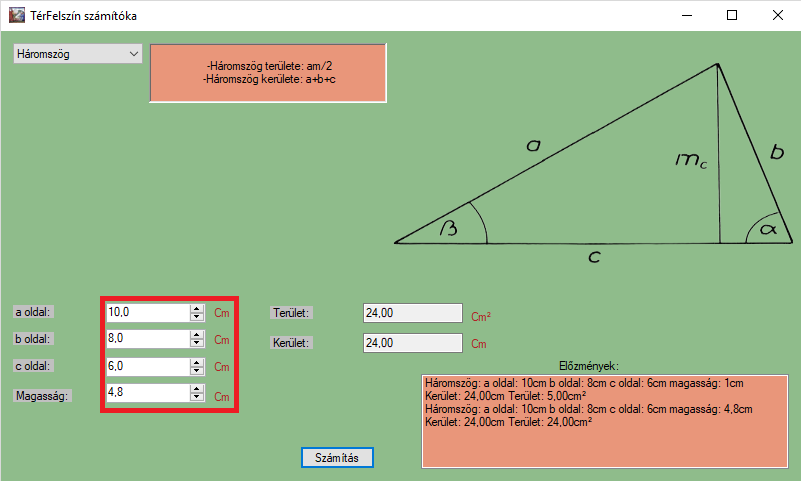 TérFelszín számítóka
Háromszög
-Háromszög területe: am/2
-Háromszög kerülete: a+b+c
a
b
mc
β
α
c
a oldal: 10,0 Cm
b oldal: 8,0 Cm
c oldal: 6,0 Cm
Magasság: 4,8 Cm
Terület: 24,00 Cm²
Kerület: 24,00 Cm
Előzmények:
Háromszög: a oldal: 10cm b oldal: 8cm c oldal: 6cm magasság: 1cm
Kerület: 24,00cm Terület: 5,00cm²
Háromszög: a oldal: 10cm b oldal: 8cm c oldal: 6cm magasság: 4,8cm
Kerület: 24,00cm Terület: 24,00cm²
Számítás